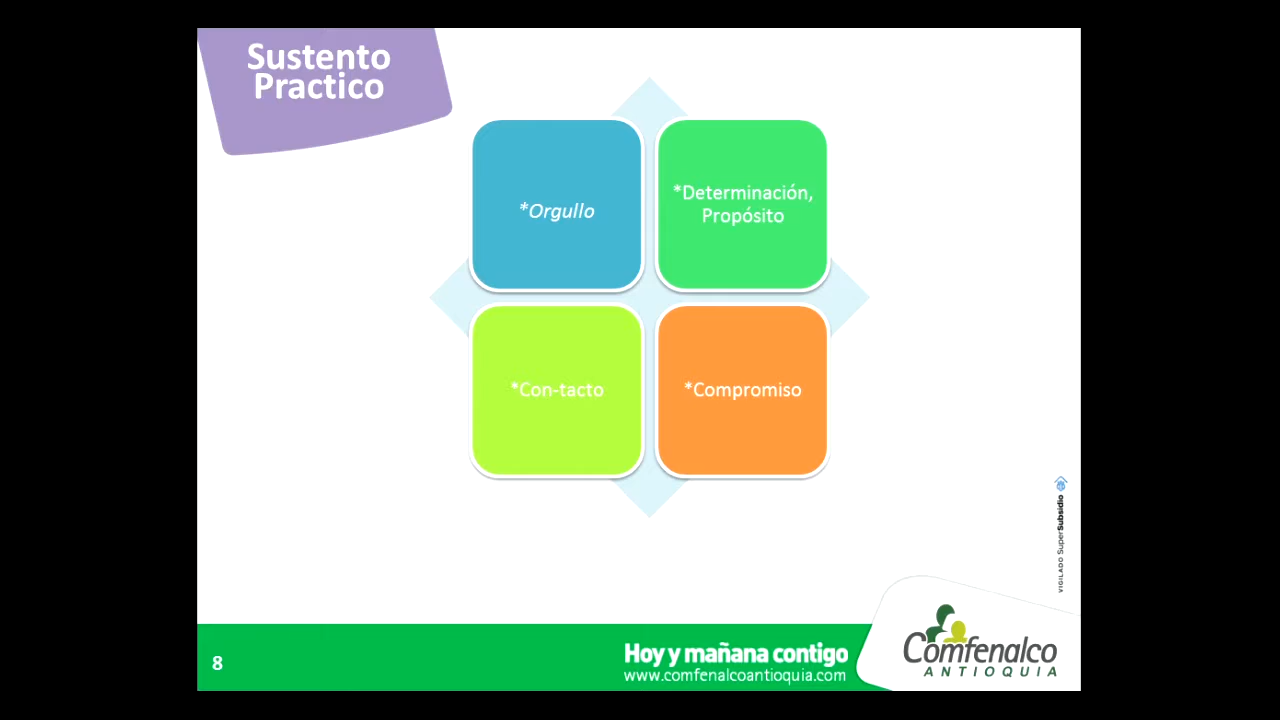 Sustento
Practico
*Orgullo
*Determinación,
Propósito
*Con-tacto
*Compromiso
VIGILADO SuperSubsidio
8
Hoy y mañana contigo
www.comfenalcoantioquia.com
Comfenalco
ANTIOQUIA